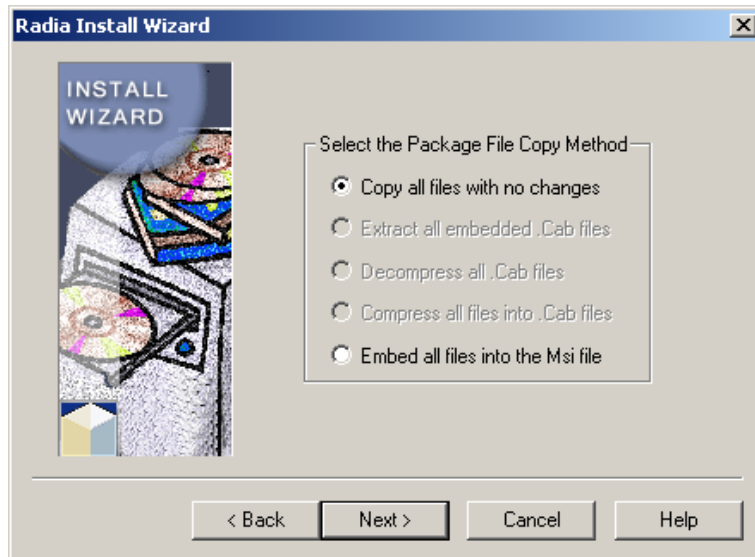 Radia Install Wizard
INSTALL
WIZARD
Select the Package File Copy Method
Copy all files with no changes
Extract all embedded .Cab files
Decompress all .Cab files
Compress all files into .Cab files
Embed all files into the Msi file
< Back
Next >
Cancel
Help